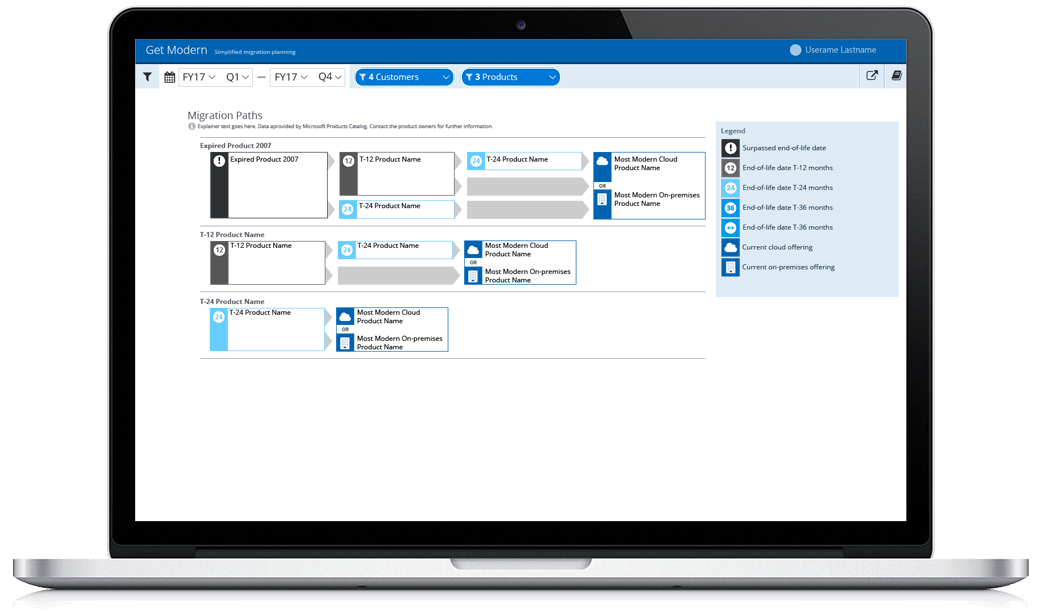 Get Modern Simplified migration planning
Userame Lastname
FY17 Q1 — FY17 Q4 4 Customers 3 Products
Migration Paths
Explainer text goes here. Data aprovided by Microsoft Products Catalog. Contact the product owners for further information.
Expired Product 2007
! Expired Product 2007
12 T-12 Product Name
24 T-24 Product Name
24 T-24 Product Name
Most Modern Cloud
Product Name
OR
Most Modern On-premises
Product Name
T-12 Product Name
12 T-12 Product Name
24 T-24 Product Name
Most Modern Cloud
Product Name
OR
Most Modern On-premises
Product Name
T-24 Product Name
24 T-24 Product Name
Most Modern Cloud
Product Name
OR
Most Modern On-premises
Product Name
Legend
! Surpassed end-of-life date
12 End-of-life date T-12 months
24 End-of-life date T-24 months
36 End-of-life date T-36 months
End-of-life date T-36 months
Current cloud offering
Current on-premises offering